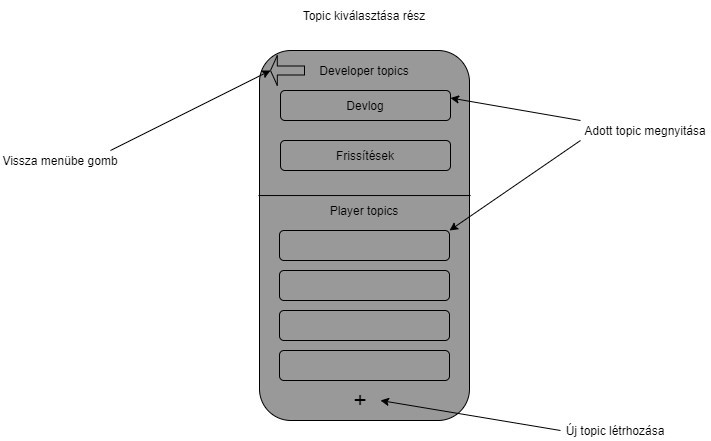 Topic kiválasztása rész
Developer topics
Devlog
Adott topic megnyitása
Vissza menübe gomb
Frissítések
Player topics
+
Új topic létrhozása